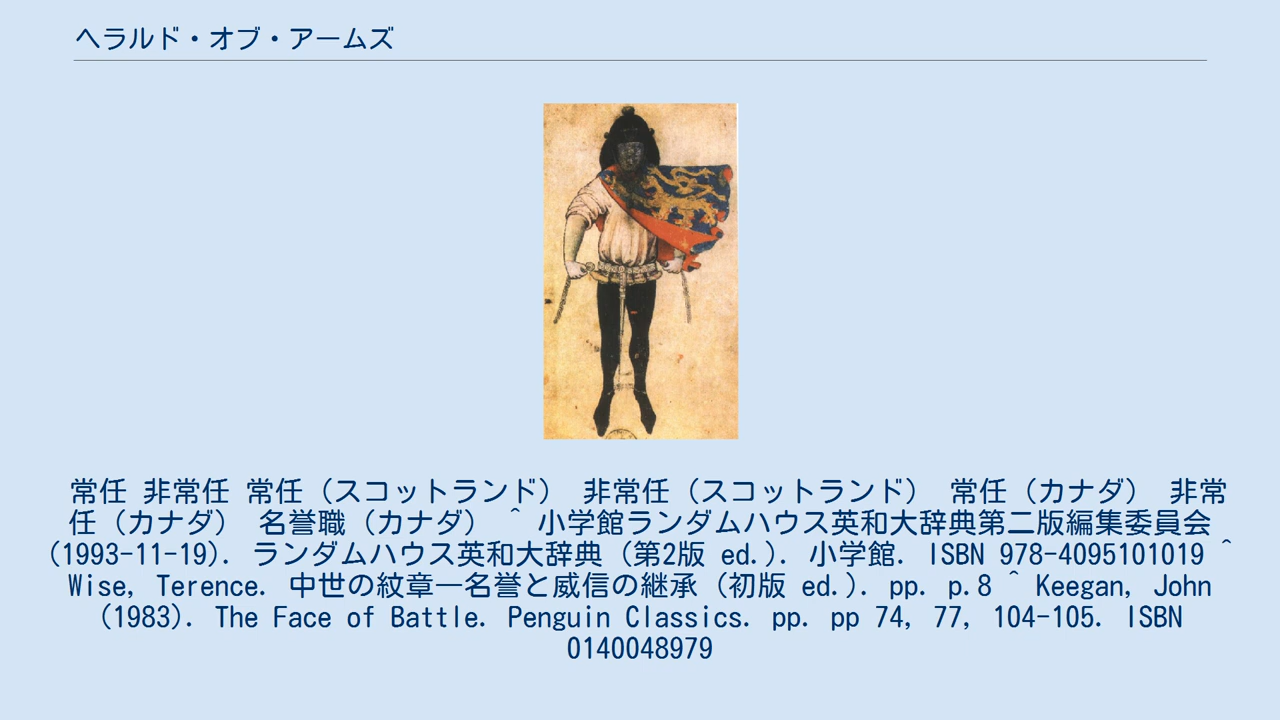 ヘラルド・オブ・アームズ
常任 非常任 常任（スコットランド） 非常任（スコットランド） 常任（カナダ） 非常
任（カナダ） 名誉職（カナダ） ^ 小学館ランダムハウス英和大辞典第二版編集委員会
(1993-11-19). ランダムハウス英和大辞典 (第2版 ed.). 小学館. ISBN 978-4095101019 ^
Wise, Terence. 中世の紋章―名誉と威信の継承 (初版 ed.). pp. p.8 ^ Keegan, John
(1983). The Face of Battle. Penguin Classics. pp. pp 74, 77, 104-105. ISBN
0140048979